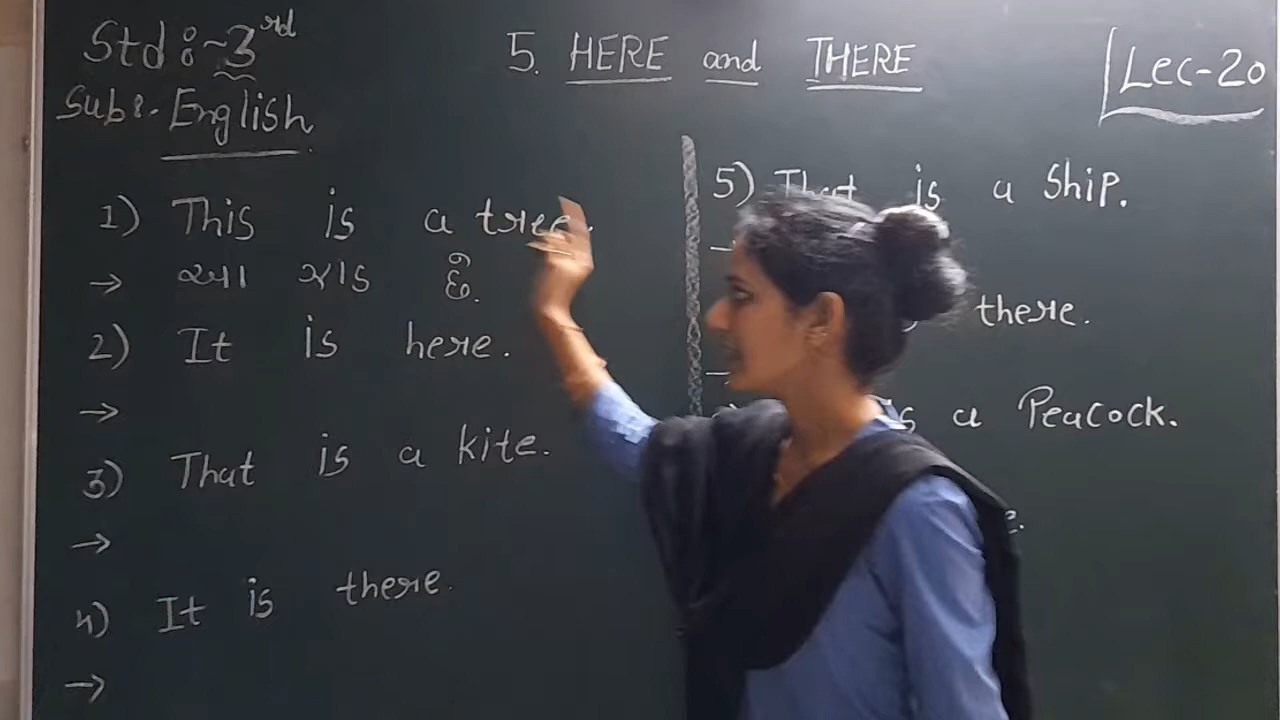 Std :~ 3rd
Sub :- English
5. HERE and THERE
Lec-20
1) This is a tree.
→ આ ઝાડ છે.
2) It is here.
→
3) That is a kite.
→
4) It is there.
→
5) That is a Ship.
there.
is a Peacock.